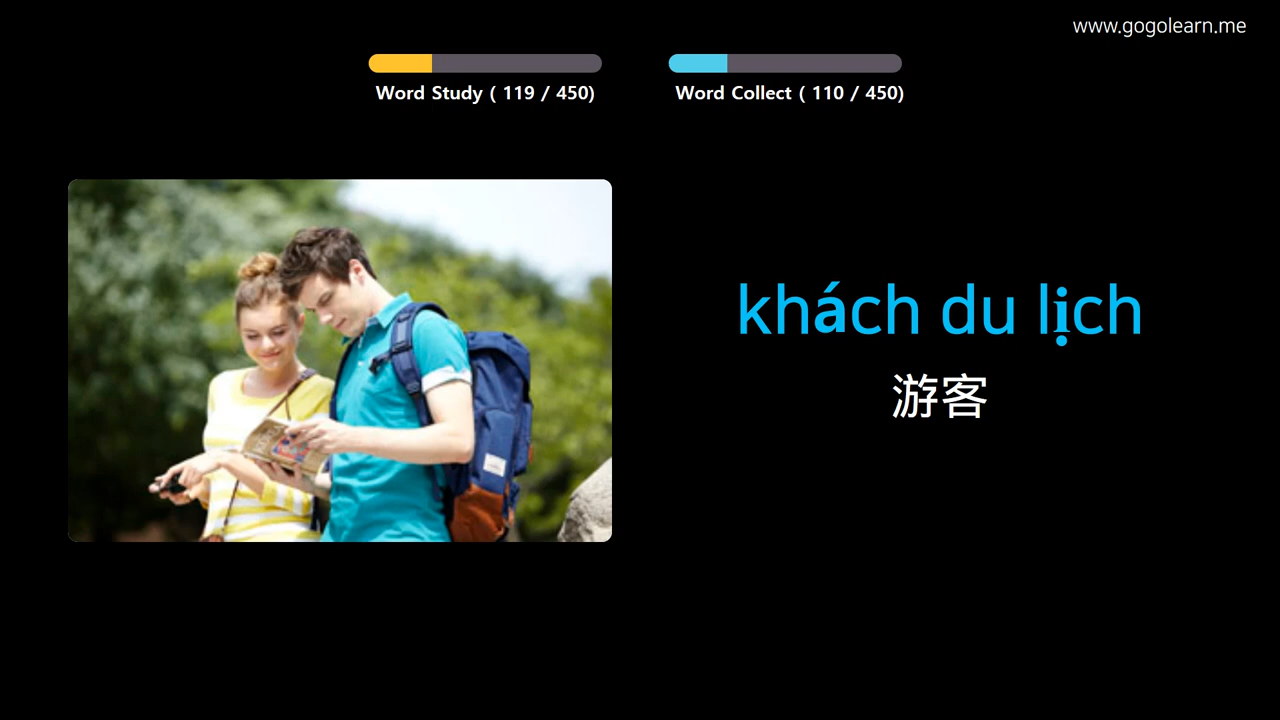 www.gogolearn.me
Word Study ( 119 / 450)
Word Collect ( 110 / 450)
khách du lịch
游客